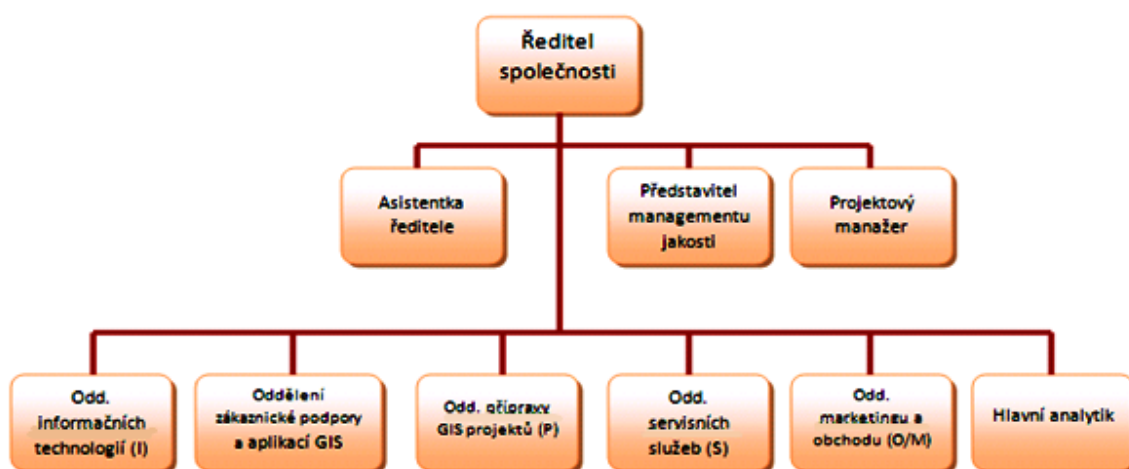 Ředitel
společnosti
Asistentka
ředitele
Představitel
managementu
jakosti
Projektový
manažer
Odd.
informačních
technologií (I)
Oddělení
zákaznické podpory
a aplikací GIS
Odd. přípravy
GIS projektů (P)
Odd.
servisních
služeb (S)
Odd.
marketingu a
obchodu (O/M)
Hlavní analytik